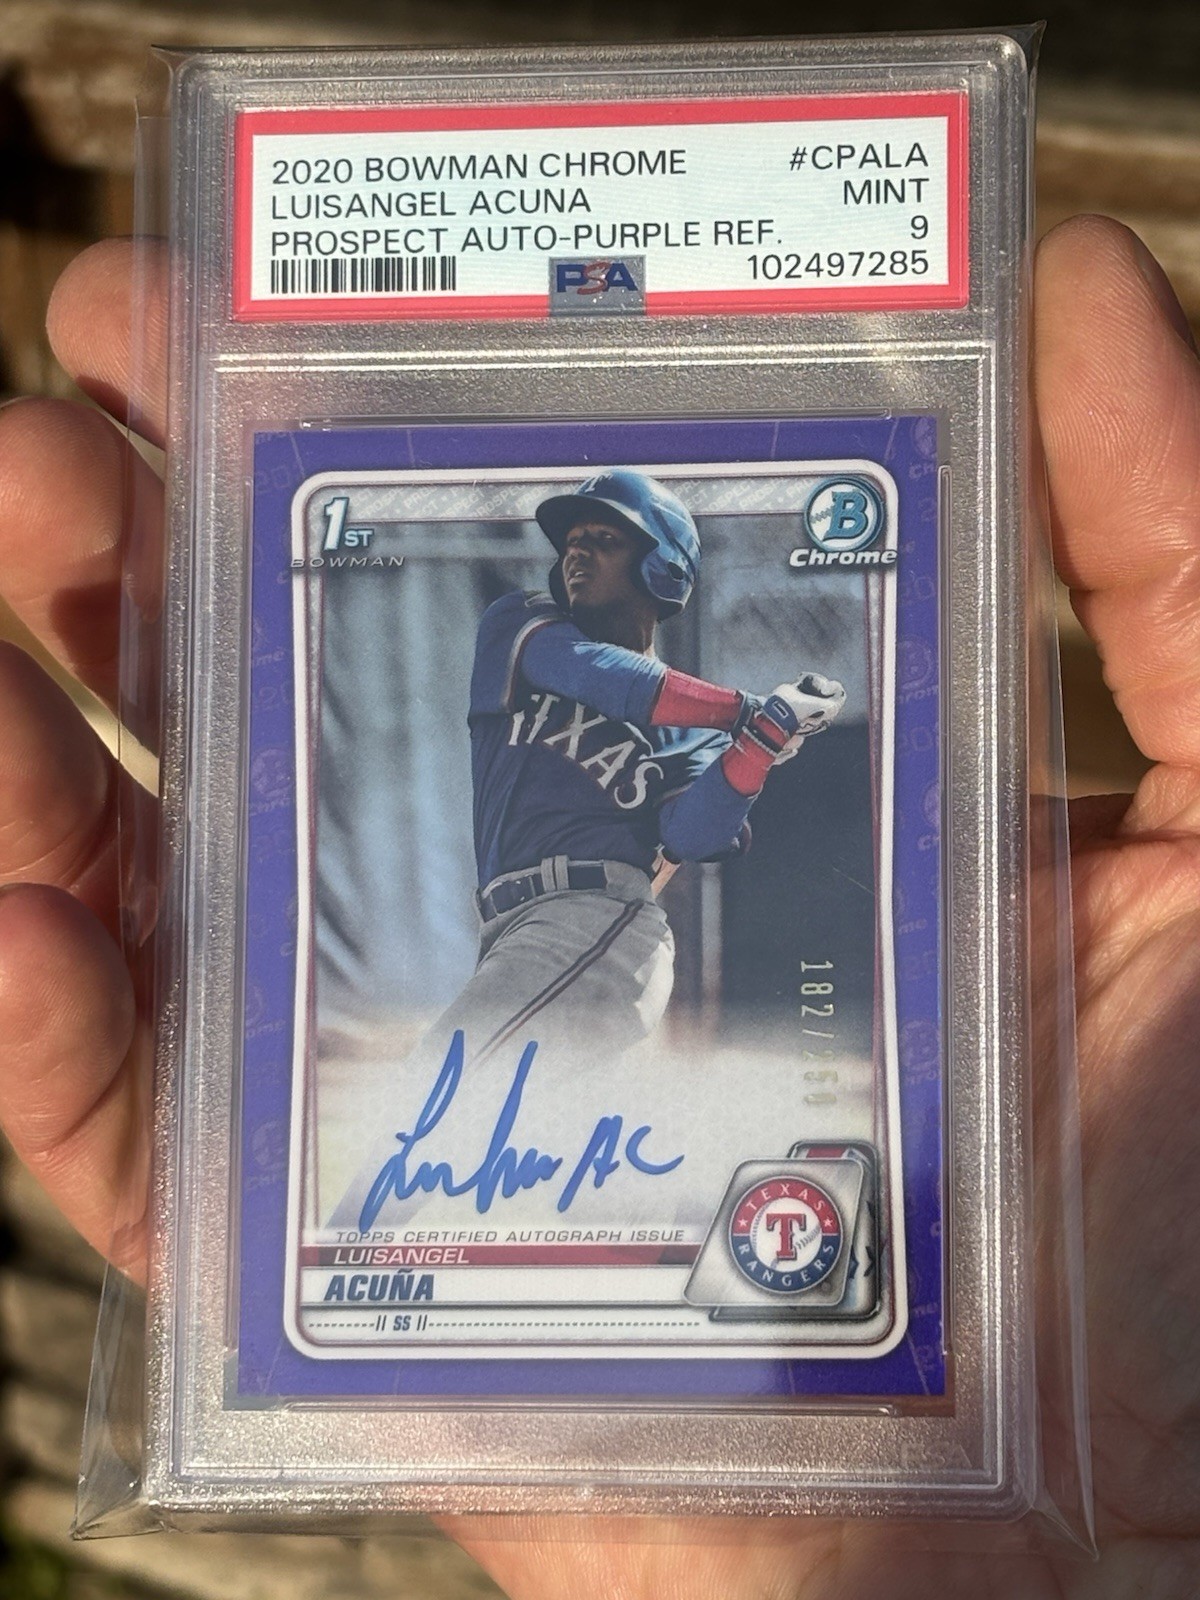 2020 BOWMAN CHROME #CPALA
LUISANGEL ACUNA MINT
PROSPECT AUTO-PURPLE REF. 9
PSA 102497285
1ST
BOWMAN
B
Chrome
TEXAS
182/250
TOPPS CERTIFIED AUTOGRAPH ISSUE
LUISANGEL
ACUÑA
SS
TEXAS
T
RANGERS
PSA